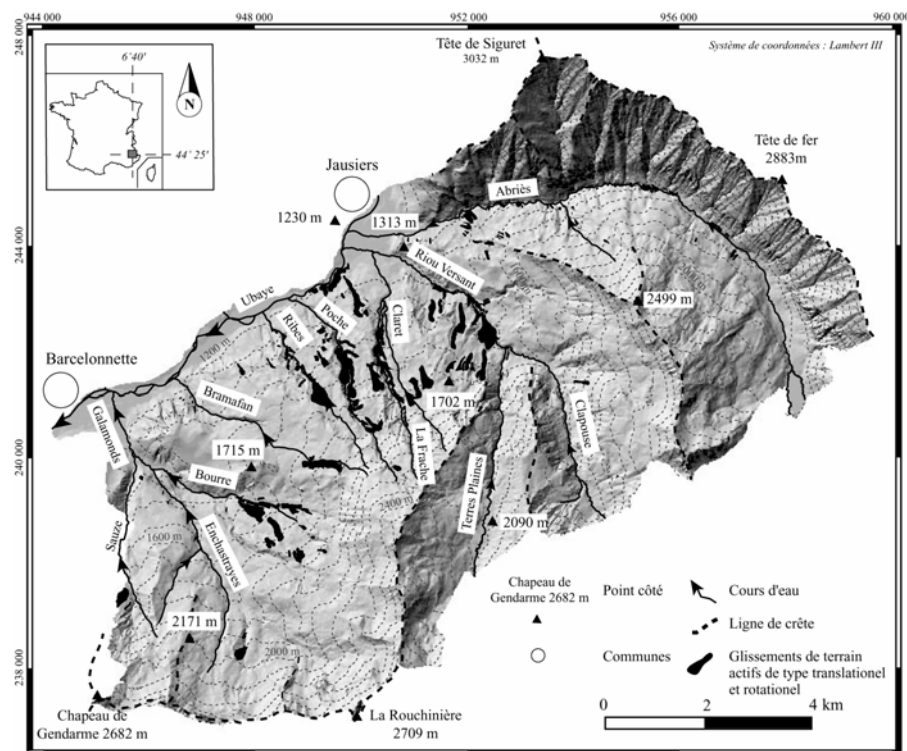 944 000
948 000
952 000
956 000
960 000
248 000
244 000
240 000
238 000
6°40'
44° 25'
N
Système de coordonnées : Lambert III
Tête de Siguret
3032 m
Tête de fer
2883m
Jausiers
1230 m
1313 m
Abriès
Riou Versant
2499 m
Ubaye
Poche
Ribes
Claret
1200 m
Barcelonnette
Bramafan
Galamonds
1702 m
Clapouse
La Frache
1715 m
Bourre
2400 m
Terres Plaines
2090 m
Sauze
1600 m
Enchastrayes
2171 m
2000 m
Chapeau de
Gendarme 2682 m
La Rouchinière
2709 m
Chapeau de
Gendarme 2682 m
Point côté
Communes
Cours d'eau
Ligne de crête
Glissements de terrain
actifs de type translationel
et rotationel
0
2
4 km